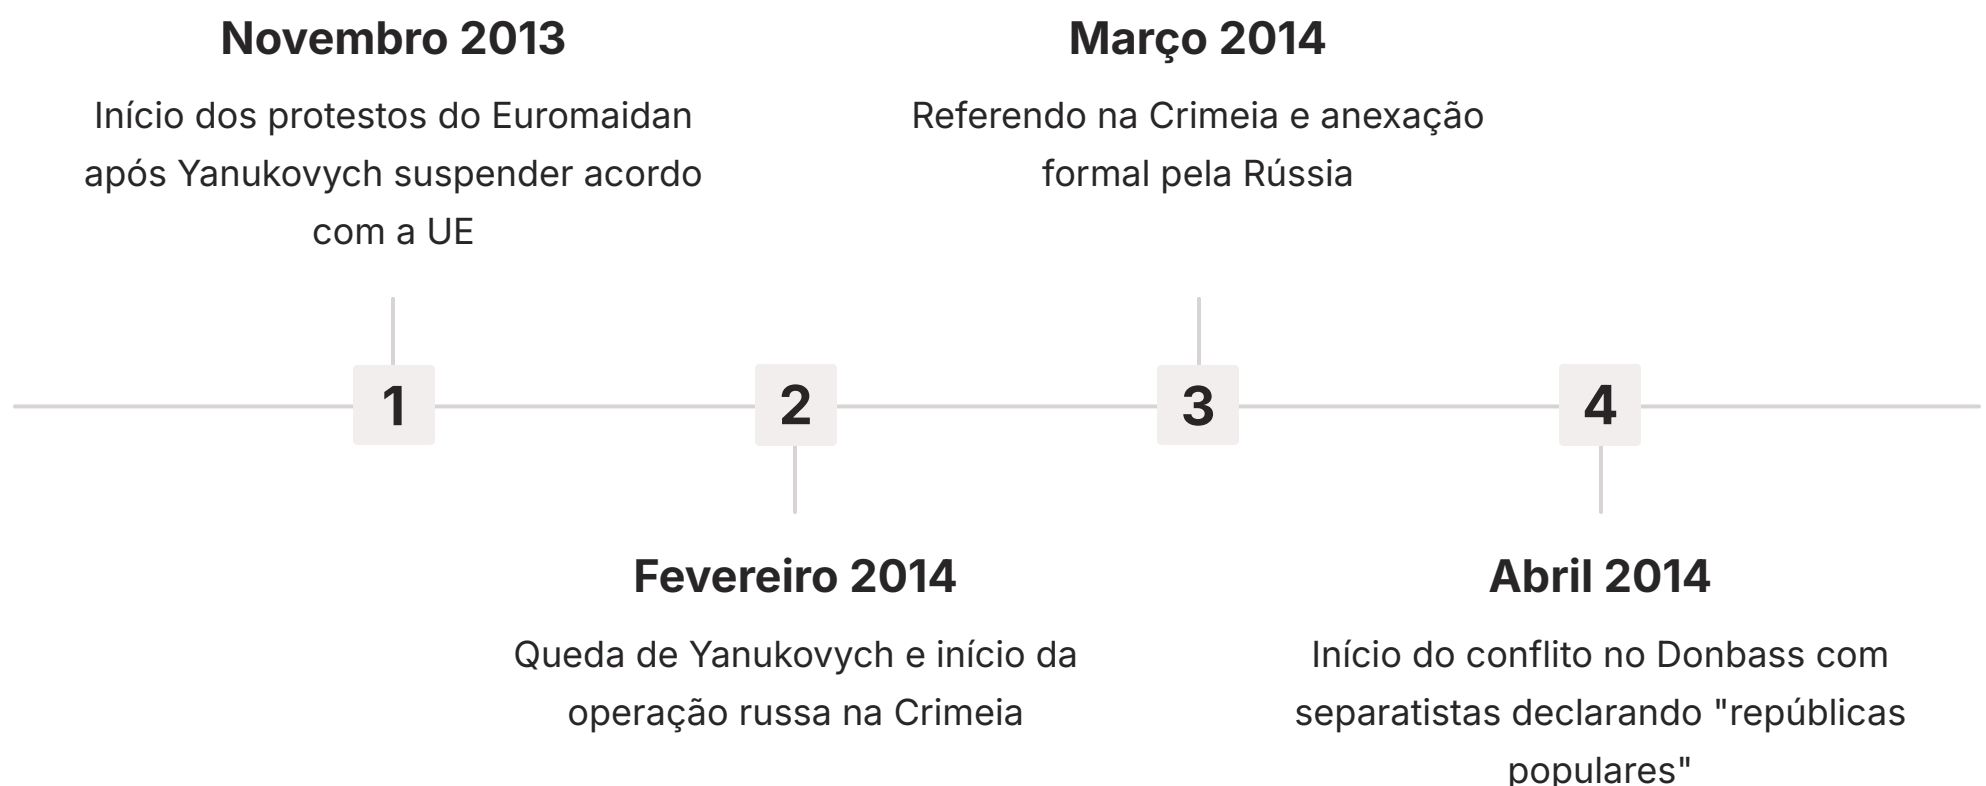 Novembro 2013
Início dos protestos do Euromaidan
após Yanukovych suspender acordo
com a UE
Março 2014
Referendo na Crimeia e anexação
formal pela Rússia
1
2
3
4
Fevereiro 2014
Queda de Yanukovych e início da
operação russa na Crimeia
Abril 2014
Início do conflito no Donbass com
separatistas declarando "repúblicas
populares"